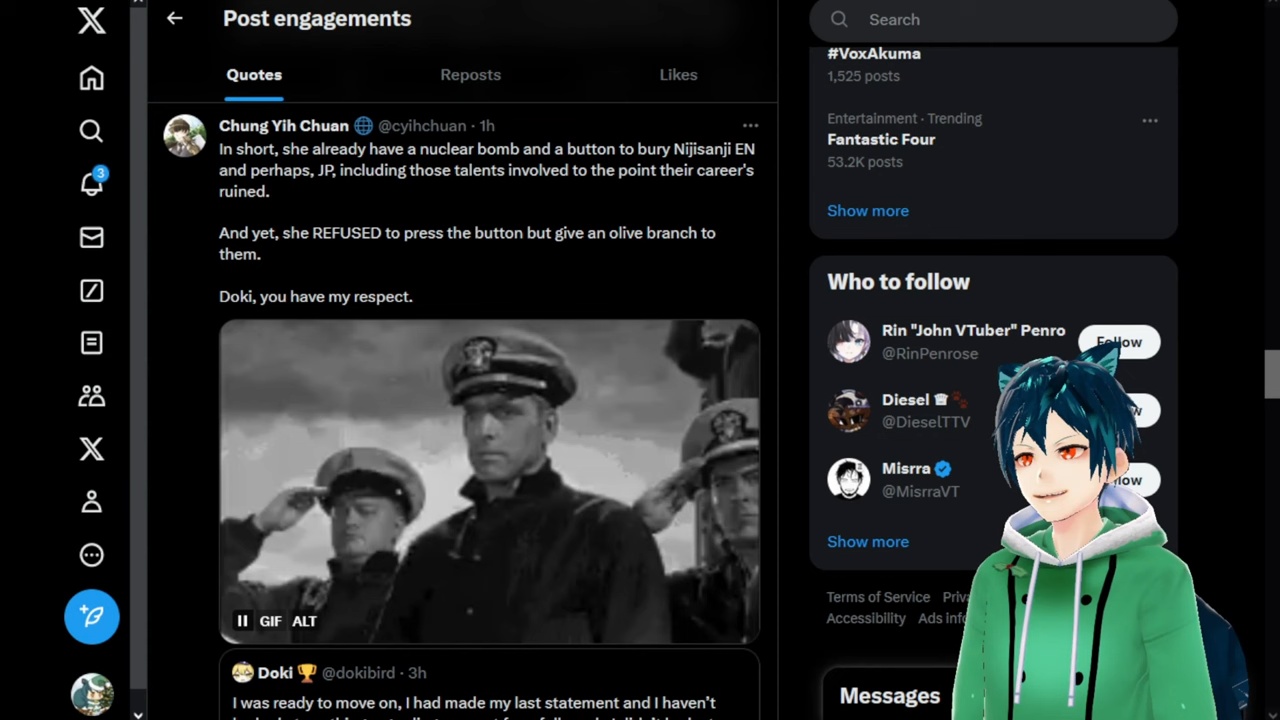 Post engagements
Search
Quotes
Reposts
Likes
#VoxAkuma
1,525 posts
Entertainment · Trending
Fantastic Four
53.2K posts
Show more
Chung Yih Chuan 🌐 @cyihchuan · 1h
In short, she already have a nuclear bomb and a button to bury Nijisanji EN
and perhaps, JP, including those talents involved to the point their career's
ruined.
And yet, she REFUSED to press the button but give an olive branch to
them.
Doki, you have my respect.
GIF ALT
Doki 🏆 @dokibird · 3h
I was ready to move on, I had made my last statement and I haven't
3
Who to follow
Rin "John VTuber" Penro
@RinPenrose
Follow
Diesel ♕🐾
@DieselTTV
Misrra
@MisrraVT
Show more
Terms of Service
Accessibility Ads
Messages